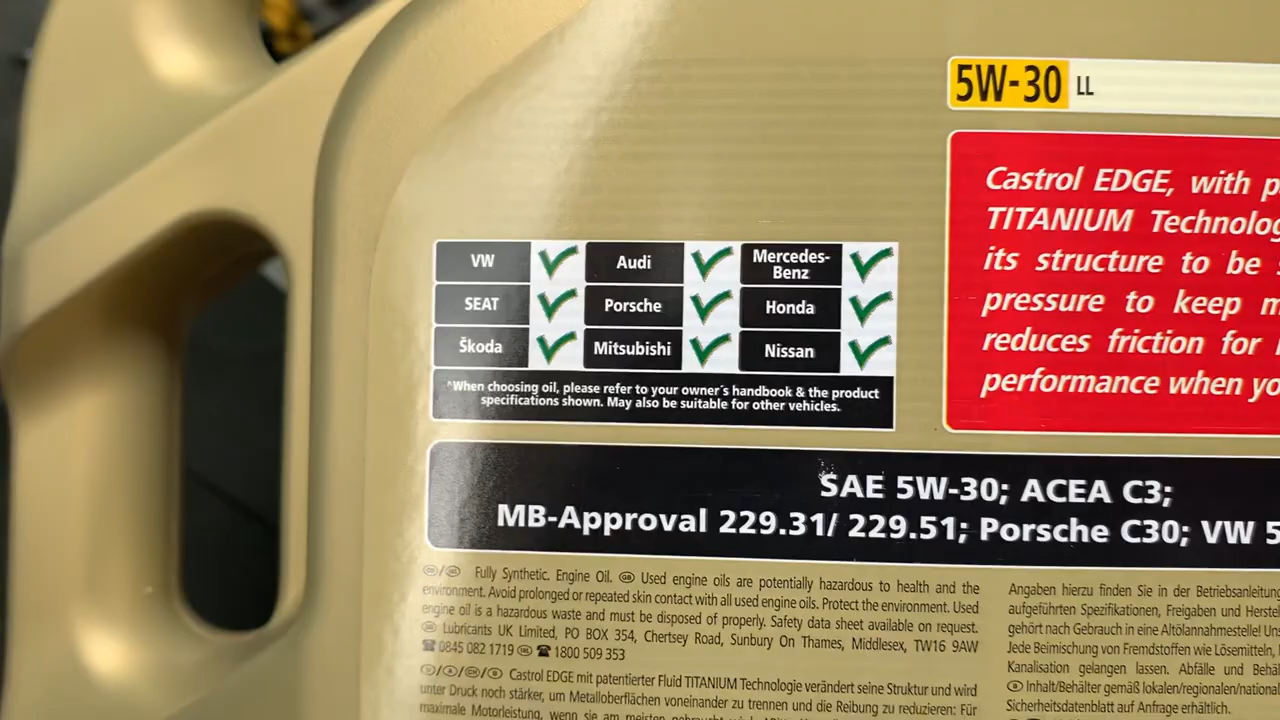 5W-30 LL
Castrol EDGE, with
TITANIUM
its structure to be
pressure to keep
reduces friction for
performance when
VW Audi Mercedes-Benz
SEAT Porsche Honda
Škoda Mitsubishi Nissan
^When choosing oil, please refer to your owner´s handbook & the product
specifications shown. May also be suitable for other vehicles.
SAE 5W-30; ACEA C3;
MB-Approval 229.31/ 229.51; Porsche C30; VW 5
Fully Synthetic. Engine Oil. GB Used engine oils are potentially hazardous to health and the
environment. Avoid prolonged or repeated skin contact with all used engine oils. Protect the environment. Used
engine oil is a hazardous waste and must be disposed of properly. Safety data sheet available on request.
Lubricants UK Limited, PO BOX 354, Chertsey Road, Sunbury On Thames, Middlesex, TW16 9AW
0845 082 1719 1800 509 353
Castrol EDGE mit patentierter Fluid TITANIUM Technologie verändert seine Struktur und wird
unter Druck noch stärker, um Metalloberflächen voneinander zu trennen und die Reibung zu reduzieren: Für
maximale Motorleistung, wenn sie am meisten gebraucht wird.
Angaben hierzu finden Sie in der Betriebsanleitung
aufgeführten Spezifikationen, Freigaben und
gehört nach Gebrauch in eine Altölannahmestelle!
Jede Beimischung von Fremdstoffen wie Lösemitteln,
Kanalisation gelangen lassen. Abfälle und
Inhalt/Behälter gemäß lokalen/regionalen/
Sicherheitsdatenblatt auf Anfrage erhältlich.